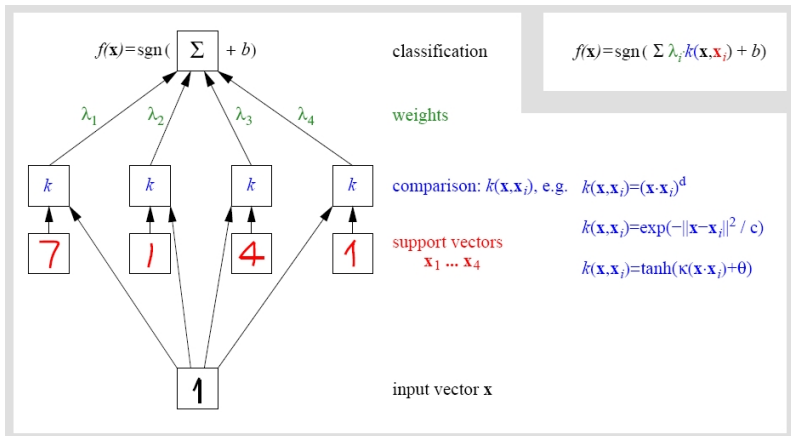 f(x)=sgn( Σ + b)
classification
f(x)=sgn( Σ λᵢ·k(x,xᵢ) + b)
λ₁ λ₂ λ₃ λ₄
weights
k k k k
comparison: k(x,xᵢ), e.g.
k(x,xᵢ)=(x·xᵢ)ᵈ
k(x,xᵢ)=exp(−||x−xᵢ||² / c)
k(x,xᵢ)=tanh(κ(x·xᵢ)+θ)
7 1 4 1
support vectors
x₁ ... x₄
1
input vector x